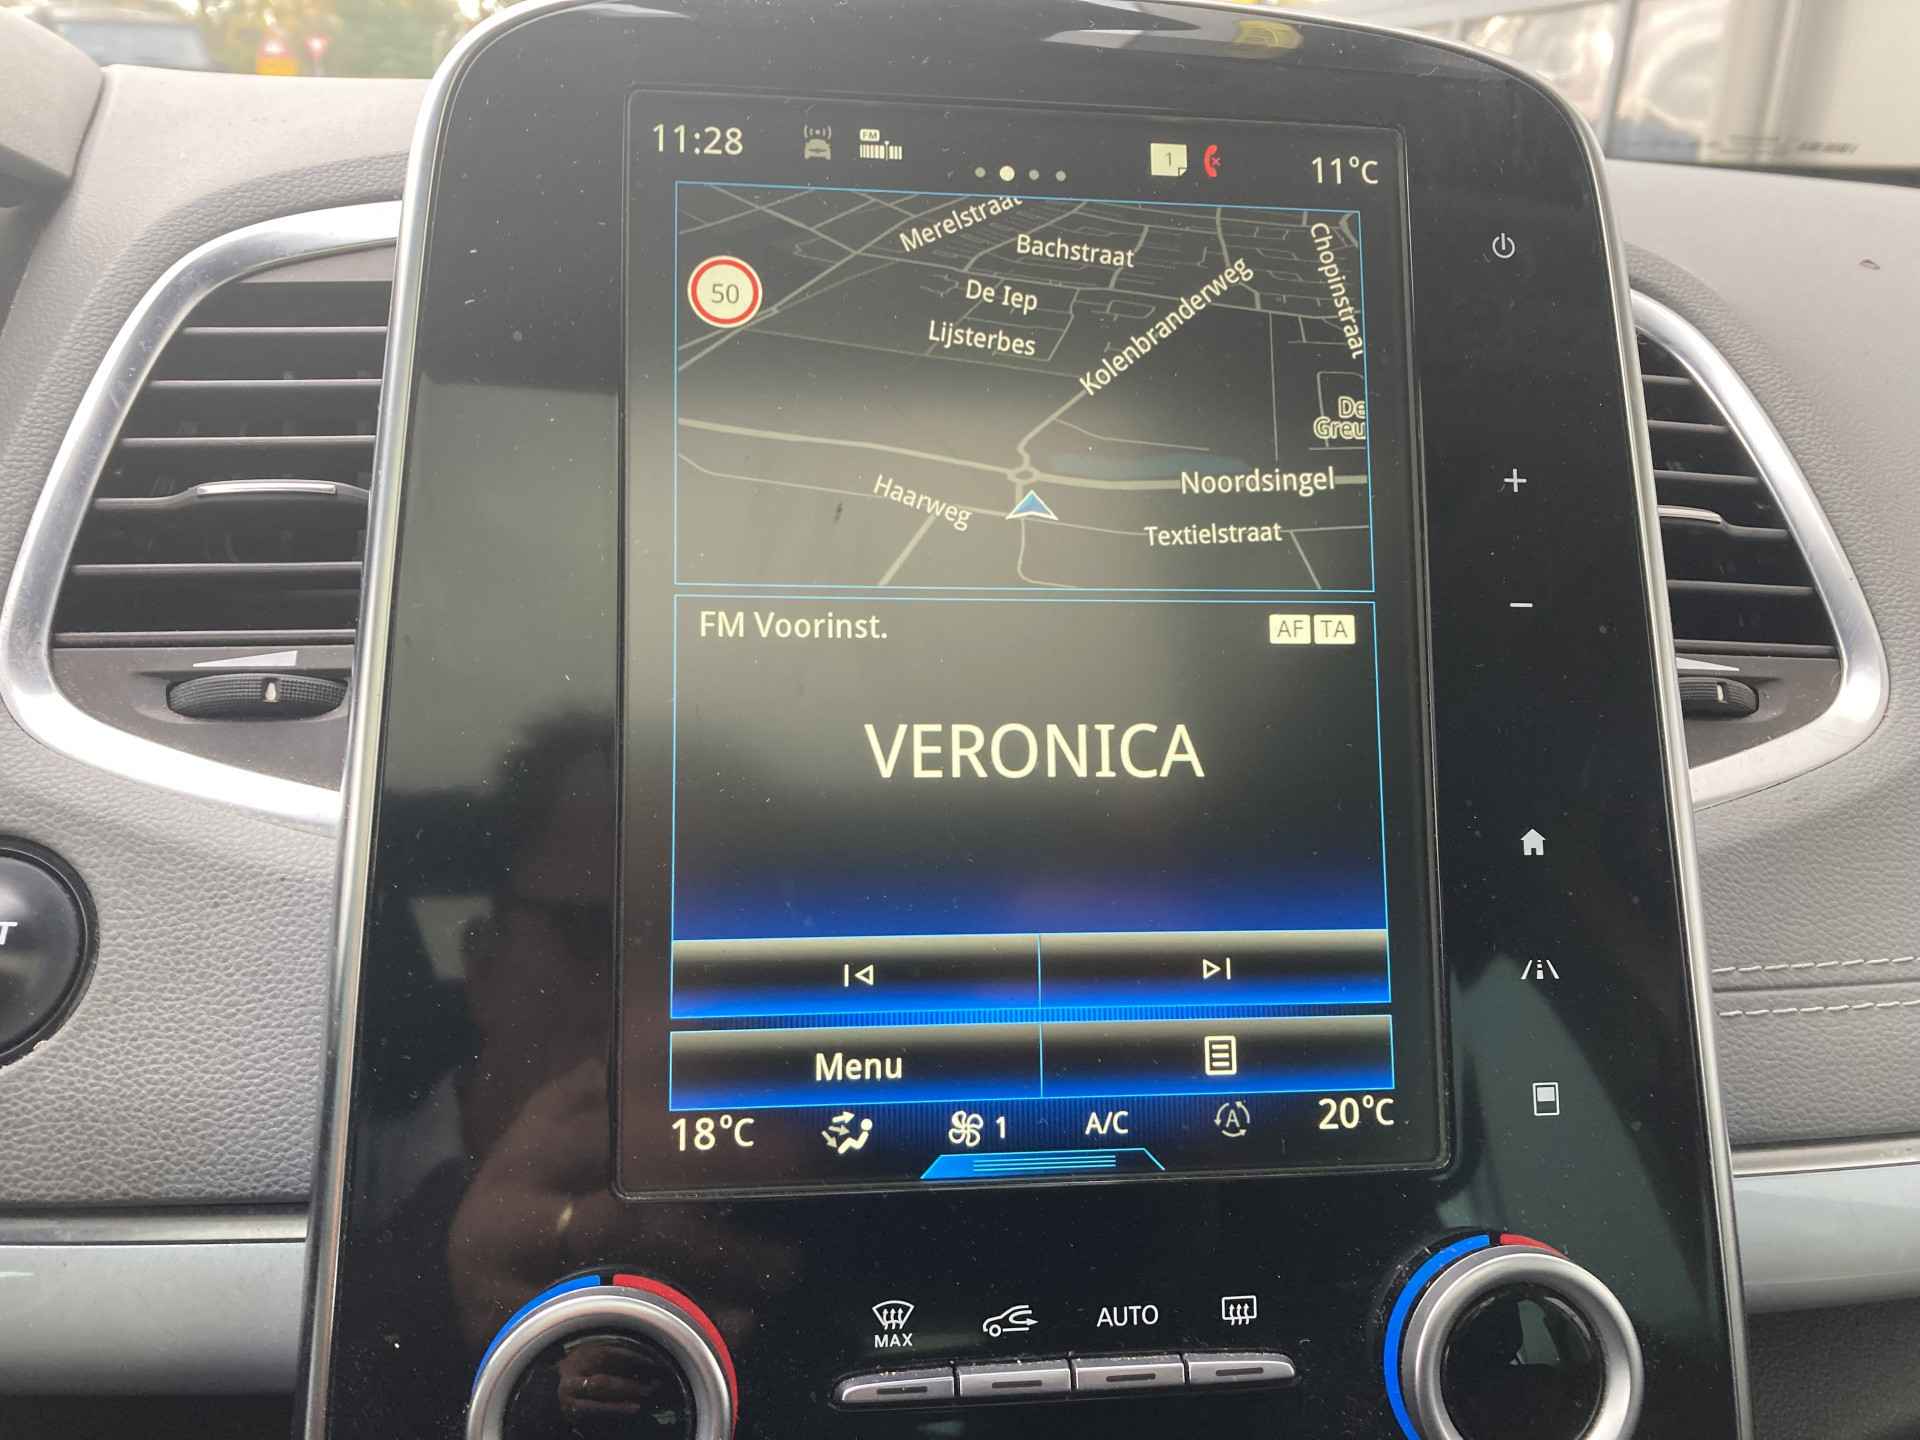 11:28
FM
1
11°C
Merelstraat
Bachstraat
Chopinstraat
50
De Iep
Kolenbranderweg
Lijsterbes
De
Greu
Noordsingel
Haarweg
Textielstraat
FM Voorinst.
AF TA
VERONICA
Menu
18°C
1
A/C
A
20°C
T
MAX
AUTO